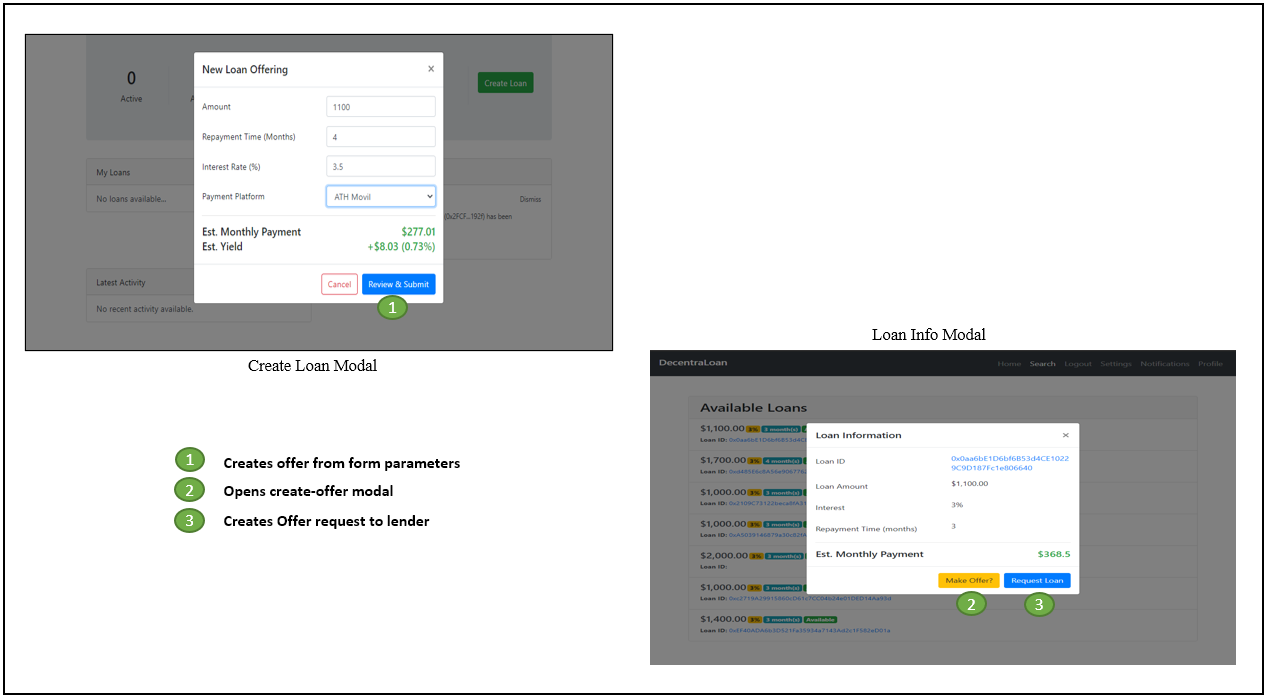 0
Active
Create Loan
My Loans
No loans available...
Dismiss
(0x2FCF...192f) has been
Latest Activity
No recent activity available.
New Loan Offering ×
Amount 1100
Repayment Time (Months) 4
Interest Rate (%) 3.5
Payment Platform ATH Movil
Est. Monthly Payment $277.01
Est. Yield +$8.03 (0.73%)
Cancel Review & Submit
1
Create Loan Modal
1 Creates offer from form parameters
2 Opens create-offer modal
3 Creates Offer request to lender
Loan Info Modal
DecentraLoan Home Search Logout Settings Notifications Profile
Available Loans
$1,100.00 3% 3 month(s)
Loan ID:
$1,700.00 3% 4 month(s)
Loan ID:
$1,000.00 3% 3 month(s)
Loan ID:
$1,000.00 3% 3 month(s)
Loan ID:
$2,000.00 3% 3 month(s)
Loan ID:
$1,000.00 3% 3 month(s)
Loan ID:
$1,400.00 3% 3 month(s) Available
Loan ID:
Loan Information ×
Loan ID 0x0aa6bE1D6bf6B53d4CE1022
9C9D187Fc1e806640
Loan Amount $1,100.00
Interest 3%
Repayment Time (months) 3
Est. Monthly Payment $368.5
Make Offer? Request Loan
2 3